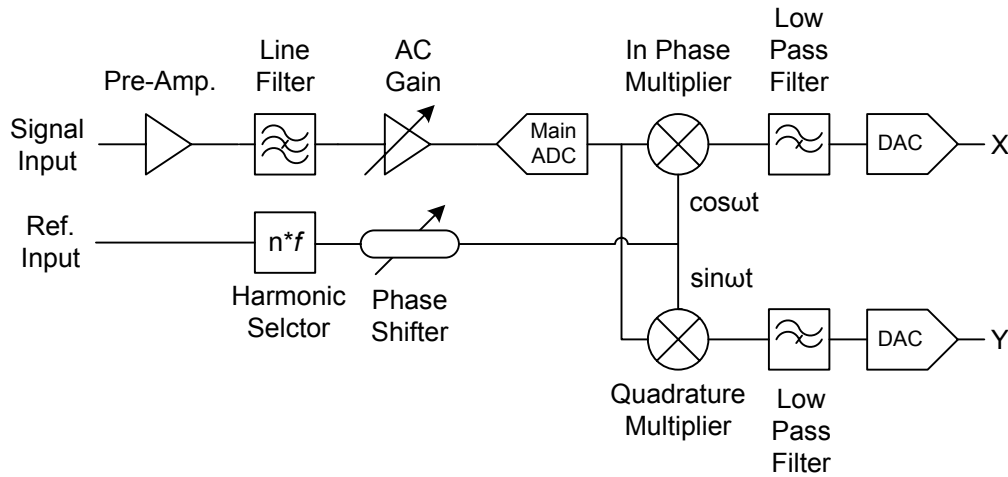 Pre-Amp.
Line
Filter
AC
Gain
In Phase
Multiplier
Low
Pass
Filter
Signal
Input
Main
ADC
DAC
X
cosωt
Ref.
Input
n*f
sinωt
Harmonic
Selctor
Phase
Shifter
DAC
Y
Quadrature
Multiplier
Low
Pass
Filter